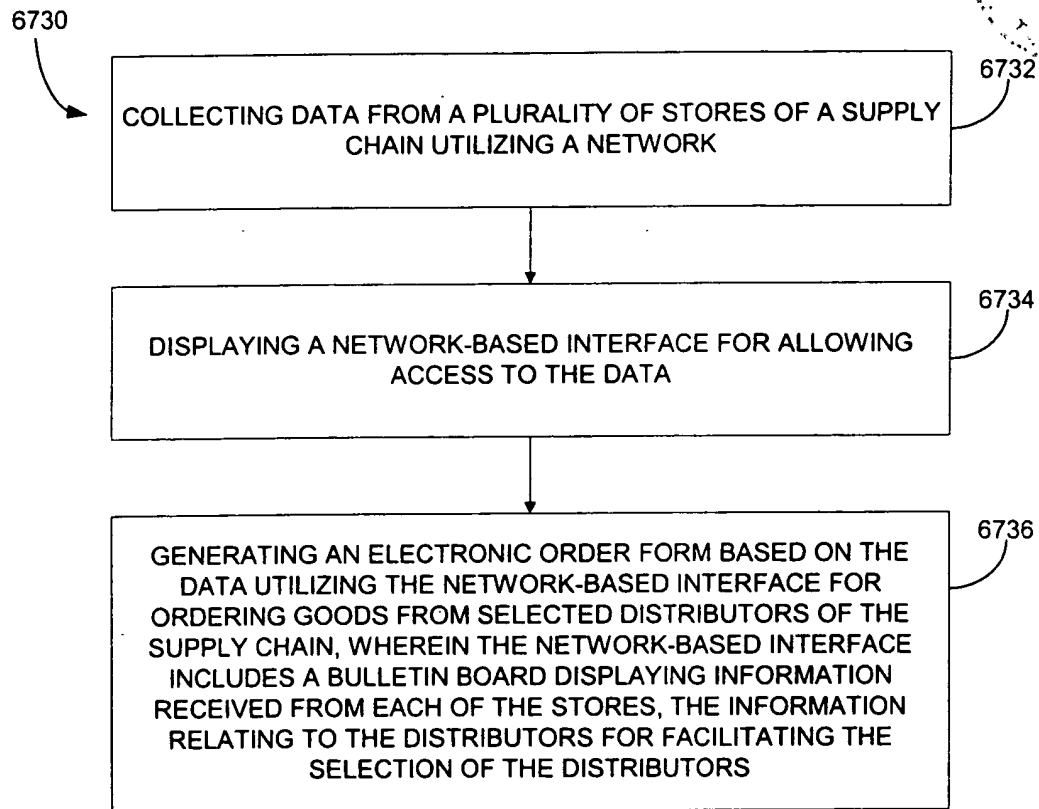 6730
6732
COLLECTING DATA FROM A PLURALITY OF STORES OF A SUPPLY
CHAIN UTILIZING A NETWORK
6734
DISPLAYING A NETWORK-BASED INTERFACE FOR ALLOWING
ACCESS TO THE DATA
6736
GENERATING AN ELECTRONIC ORDER FORM BASED ON THE
DATA UTILIZING THE NETWORK-BASED INTERFACE FOR
ORDERING GOODS FROM SELECTED DISTRIBUTORS OF THE
SUPPLY CHAIN, WHEREIN THE NETWORK-BASED INTERFACE
INCLUDES A BULLETIN BOARD DISPLAYING INFORMATION
RECEIVED FROM EACH OF THE STORES, THE INFORMATION
RELATING TO THE DISTRIBUTORS FOR FACILITATING THE
SELECTION OF THE DISTRIBUTORS